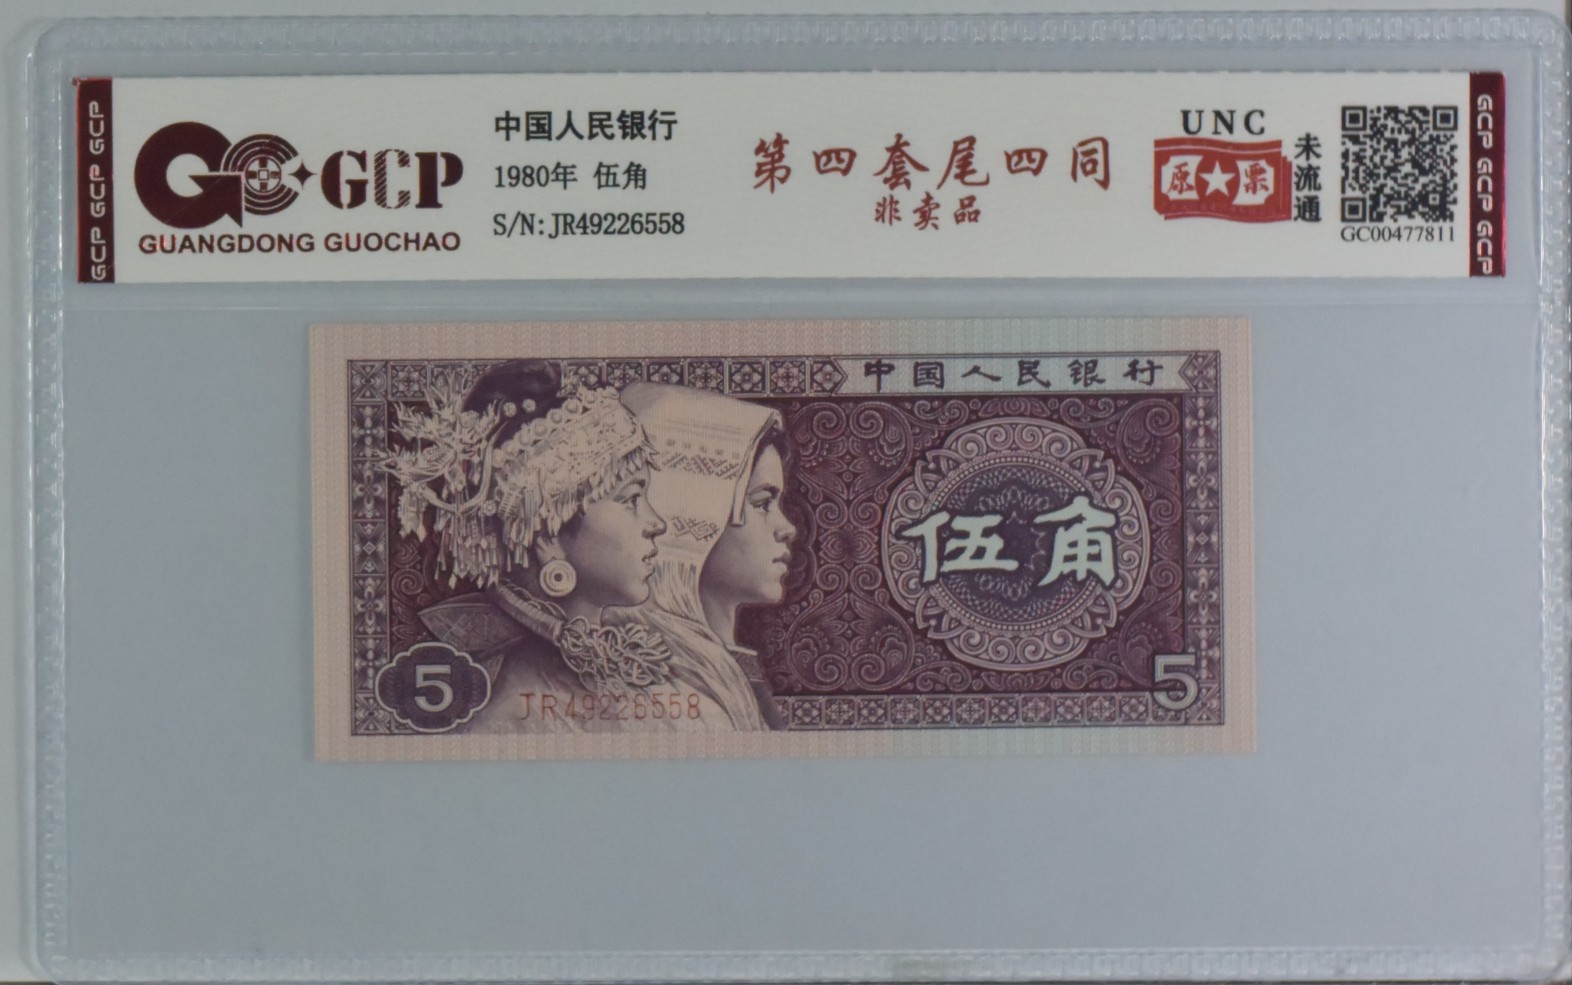 GCP GCP GCP
GCP
GUANGDONG GUOCHAO
中国人民银行
1980年 伍角
S/N: JR49226558
第四套尾四同
非卖品
UNC
原票
未流通
GC00477811
GCP GCP GCP
中国人民银行
伍角
5
JR49226558
5